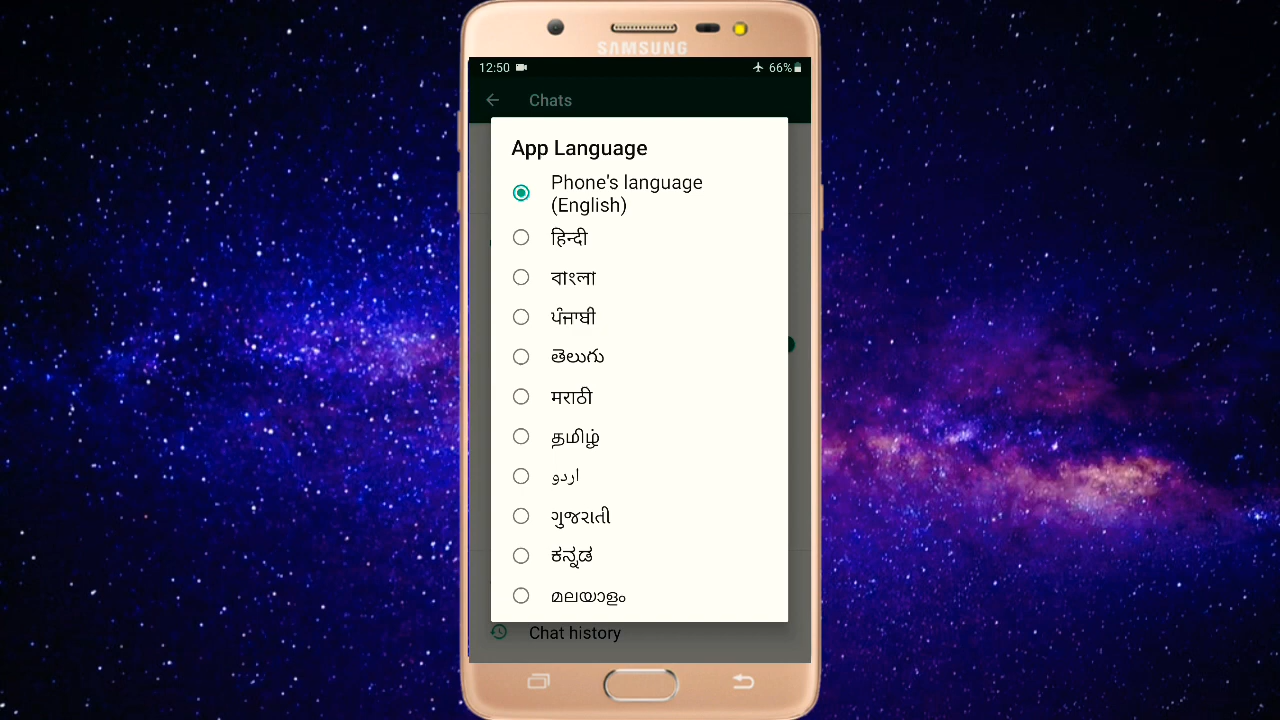 SAMSUNG
12:50 66%
Chats
App Language
Phone's language
(English)
हिन्दी
বাংলা
ਪੰਜਾਬੀ
తెలుగు
मराठी
தமிழ்
اردو
ગુજરાતી
ಕನ್ನಡ
മലയാളം
Chat history